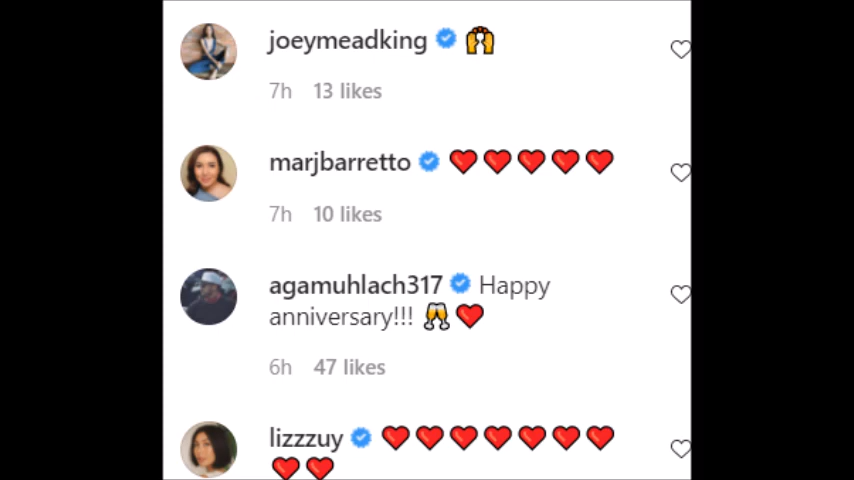 joeymeadking 🙌
7h 13 likes
marjbarretto ❤️❤️❤️❤️❤️
7h 10 likes
agamuhlach317 Happy
anniversary!!! 🥂❤️
6h 47 likes
lizzzuy ❤️❤️❤️❤️❤️❤️❤️
❤️❤️